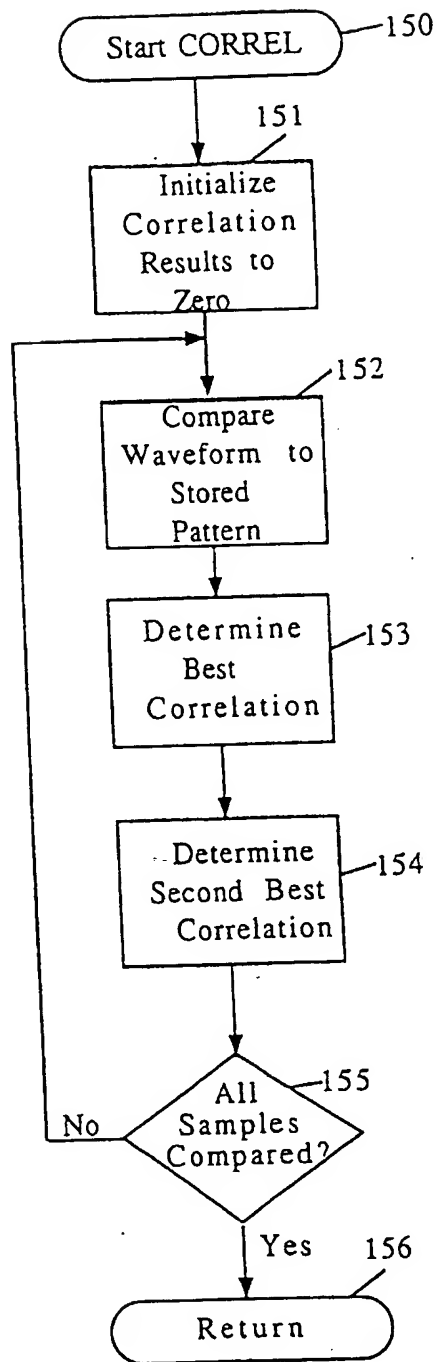 Start CORREL
150
151
Initialize
Correlation
Results to
Zero
152
Compare
Waveform to
Stored
Pattern
Determine
Best
Correlation
153
Determine
Second Best
Correlation
154
All
Samples
Compared?
155
No
Yes
156
Return